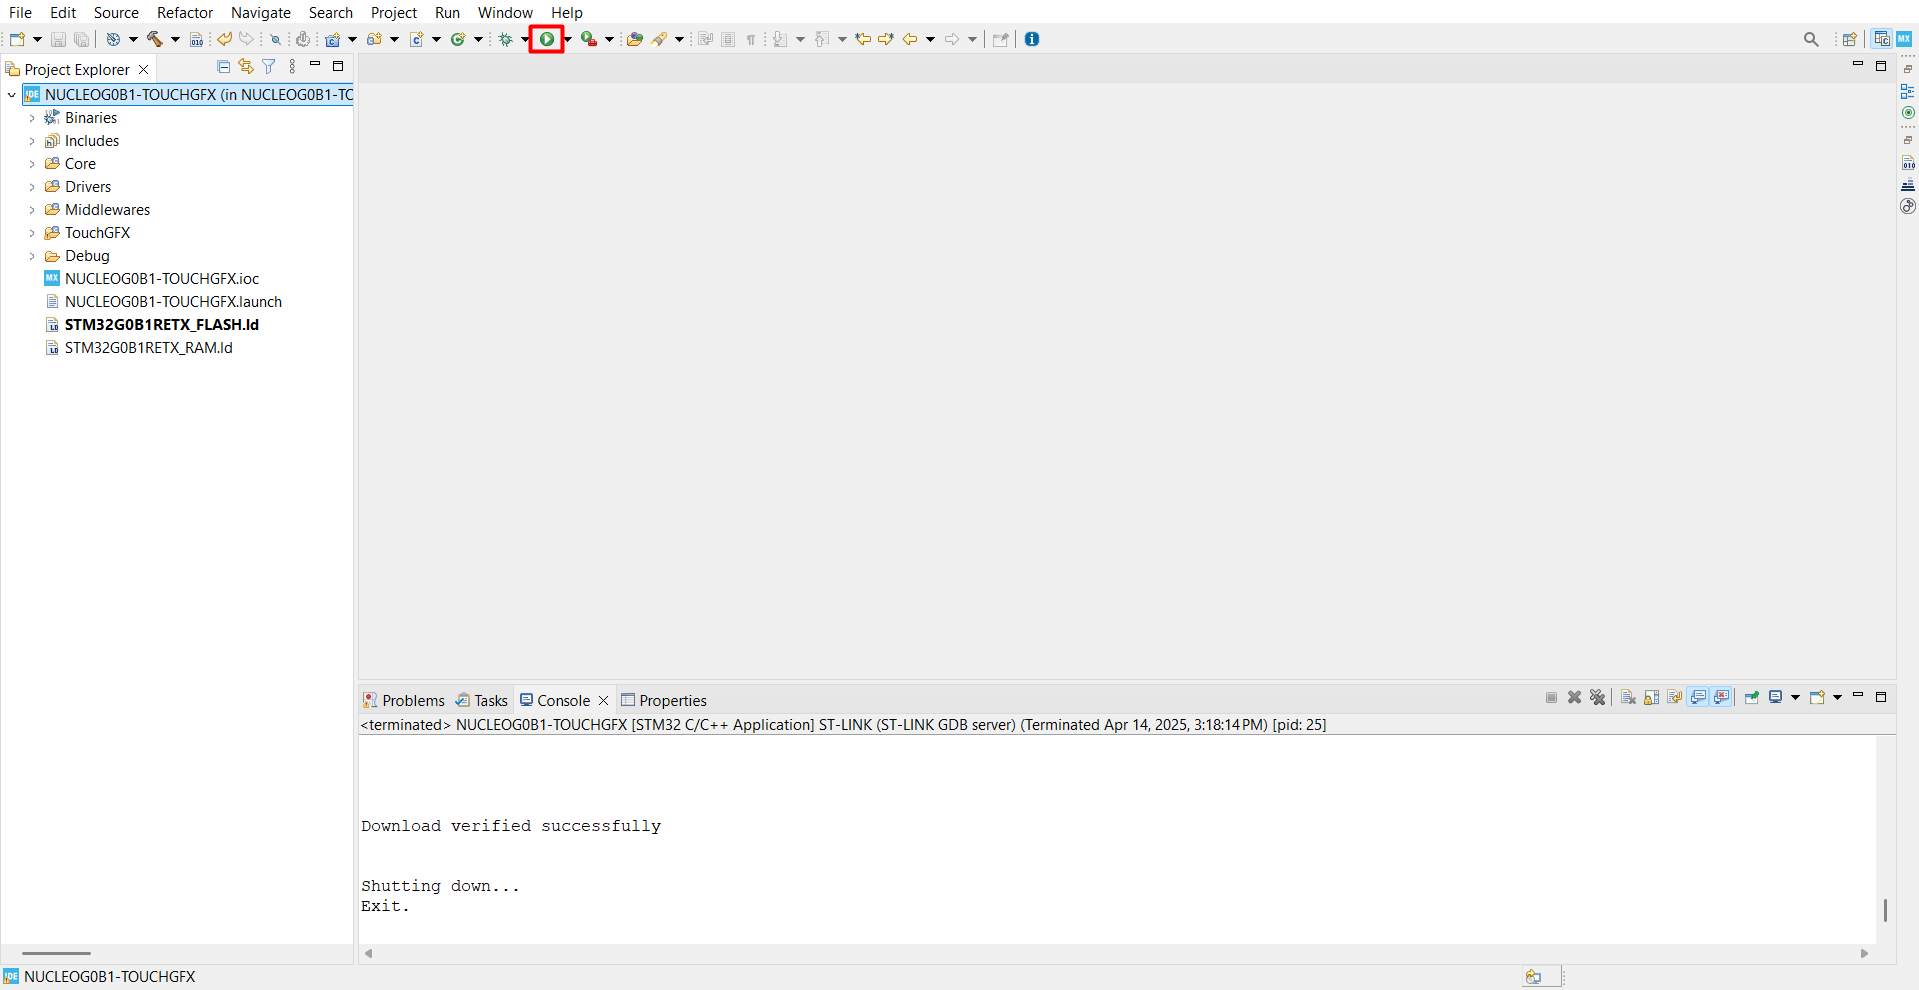 File Edit Source Refactor Navigate Search Project Run Window Help
Project Explorer
NUCLEOG0B1-TOUCHGFX (in NUCLEOG0B1-TO
Binaries
Includes
Core
Drivers
Middlewares
TouchGFX
Debug
NUCLEOG0B1-TOUCHGFX.ioc
NUCLEOG0B1-TOUCHGFX.launch
STM32G0B1RETX_FLASH.ld
STM32G0B1RETX_RAM.ld
Problems Tasks Console Properties
<terminated> NUCLEOG0B1-TOUCHGFX [STM32 C/C++ Application] ST-LINK (ST-LINK GDB server) (Terminated Apr 14, 2025, 3:18:14 PM) [pid: 25]
Download verified successfully
Shutting down...
Exit.
NUCLEOG0B1-TOUCHGFX